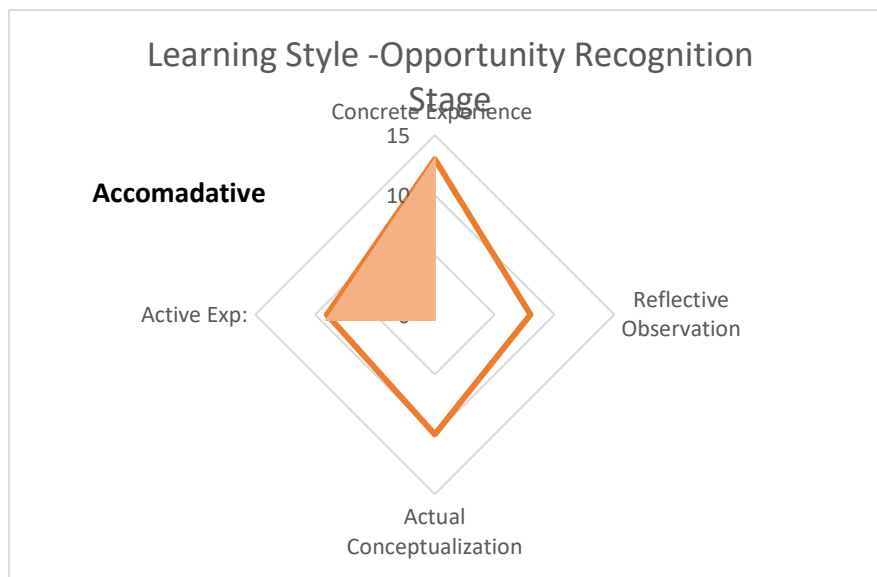 Learning Style -Opportunity Recognition
Stage
Concrete Experience
15
Accomadative
10
Active Exp:
Reflective
Observation
Actual
Conceptualization